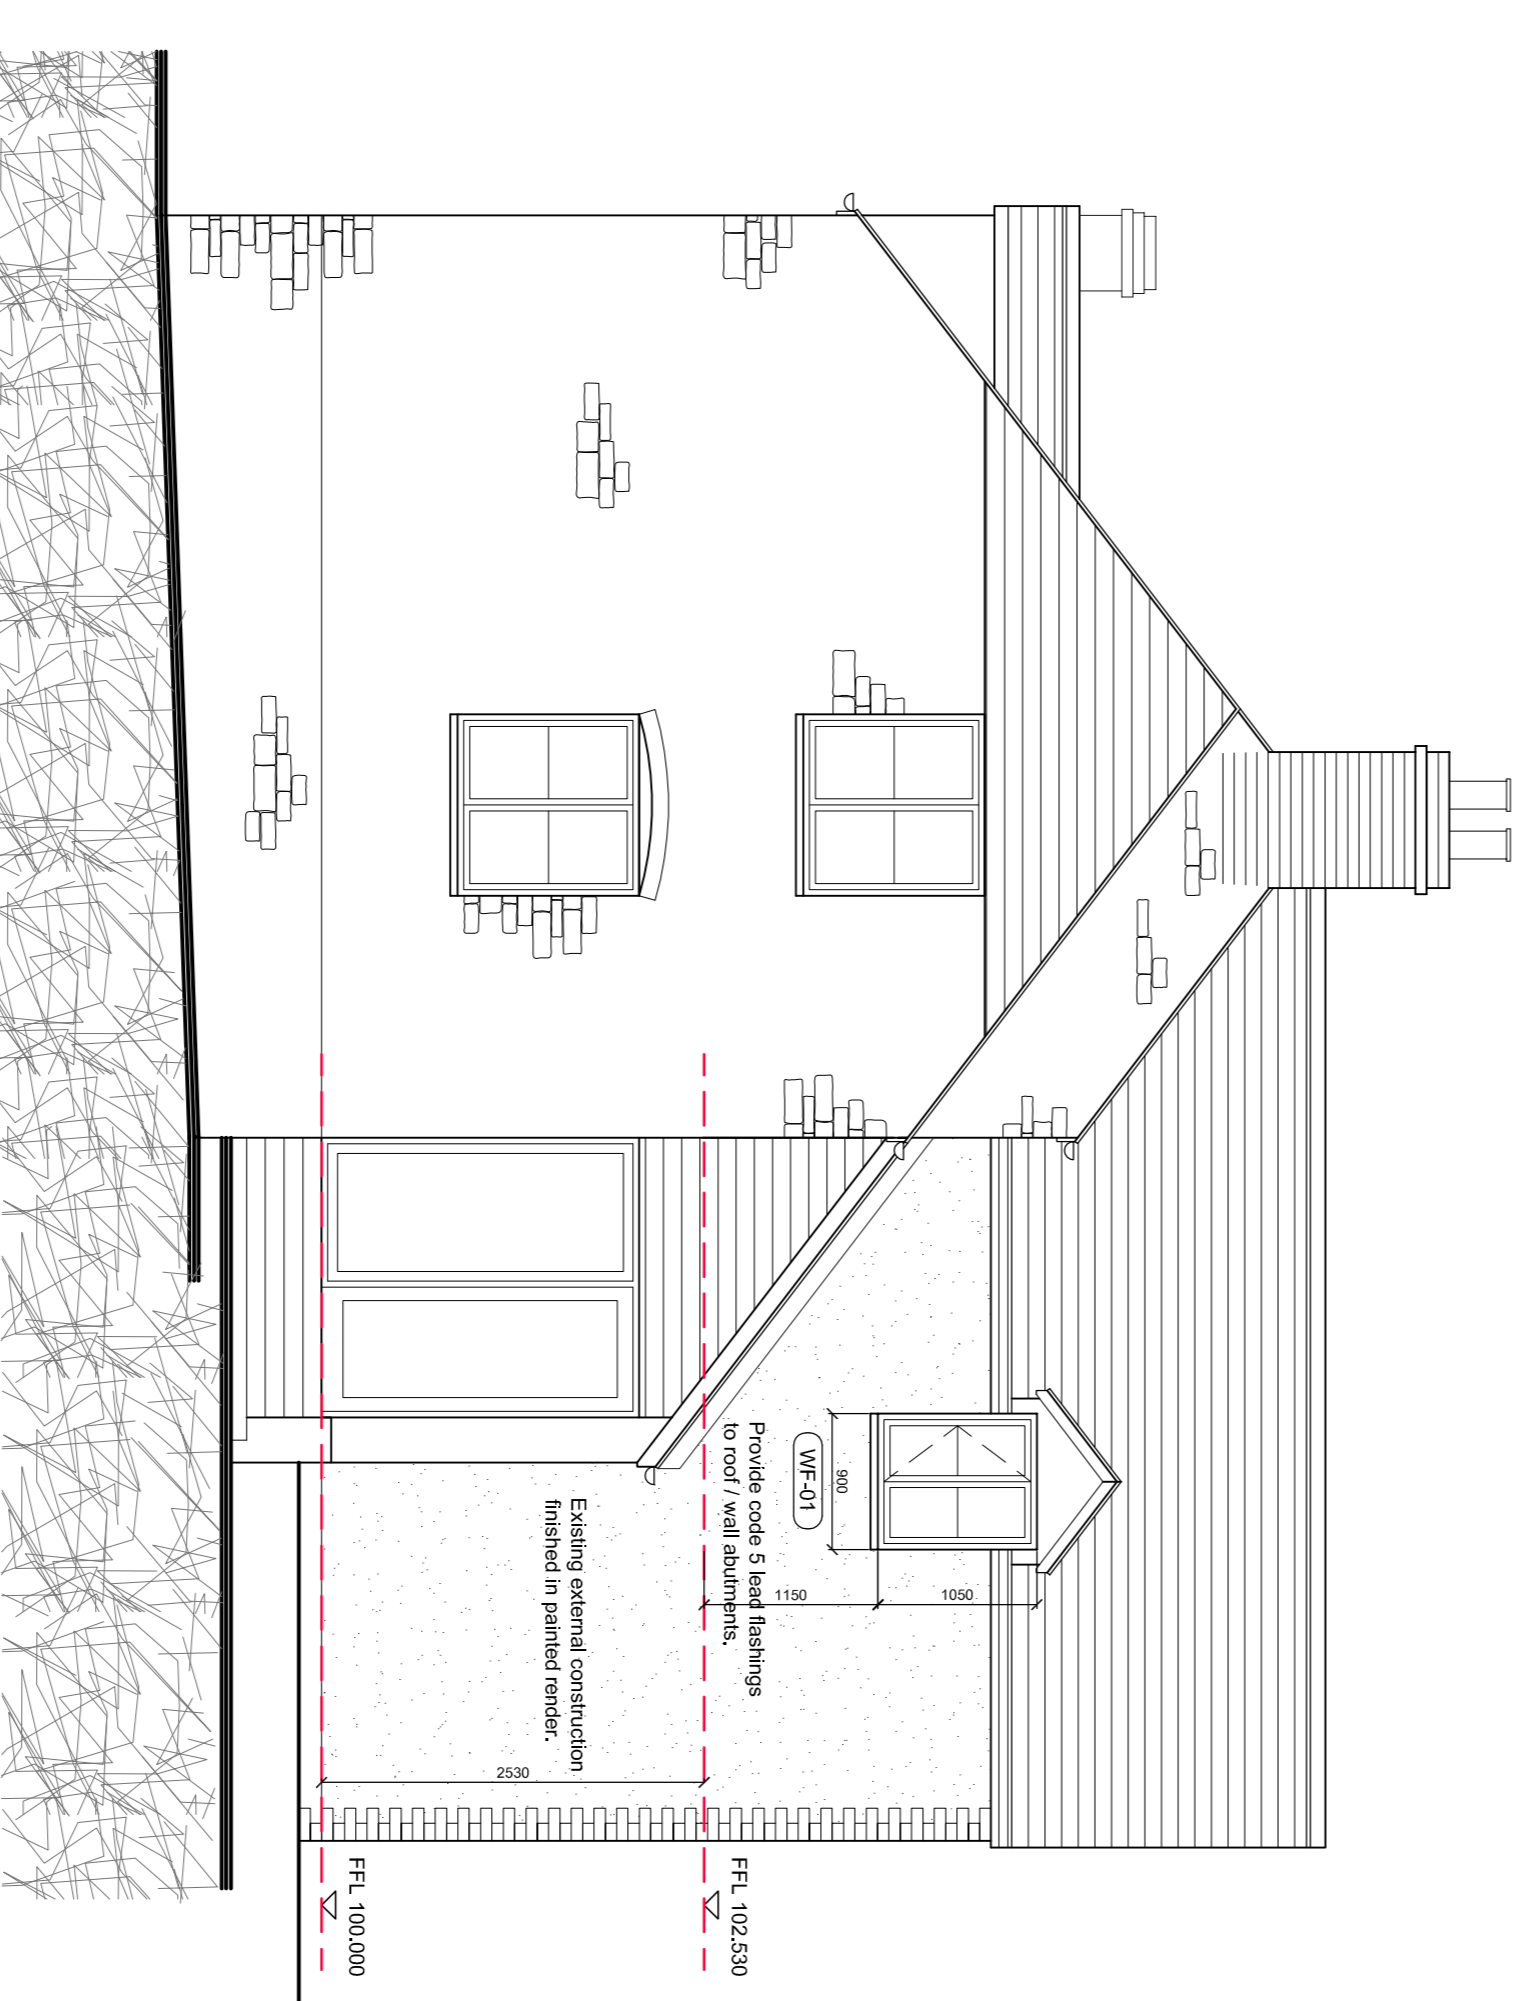 1050
1150
900
WF-01
Provide code 5 lead flashings
to roof / wall abutments.
FFL 102.530
Existing external construction
finished in painted render.
2530
FFL 100.000